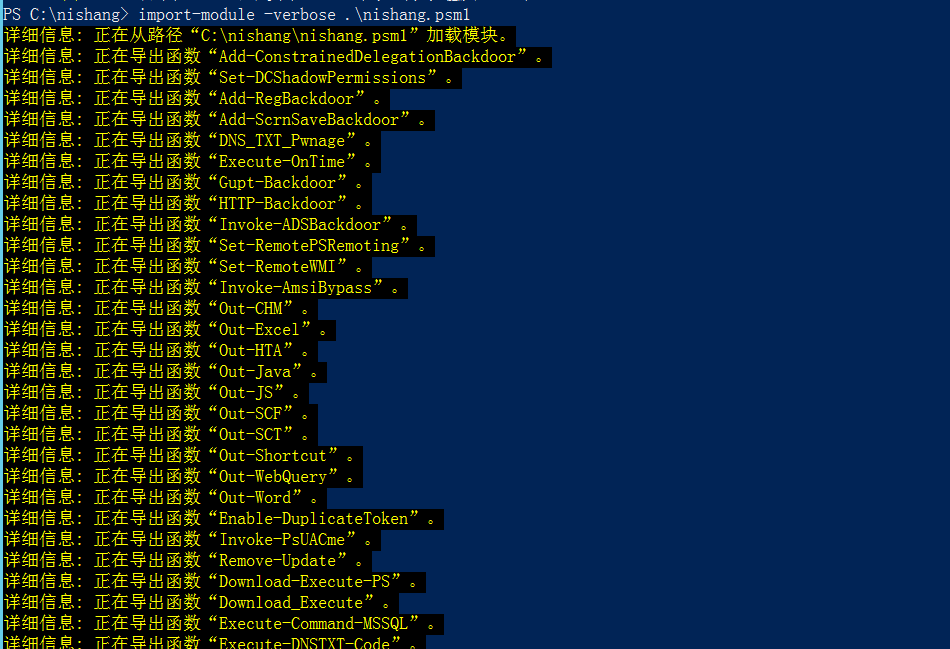 PS C:\nishang> import-module -verbose .\nishang.psm1
详细信息: 正在从路径“C:\nishang\nishang.psm1”加载模块。
详细信息: 正在导出函数“Add-ConstrainedDelegationBackdoor”。
详细信息: 正在导出函数“Set-DCShadowPermissions”。
详细信息: 正在导出函数“Add-RegBackdoor”。
详细信息: 正在导出函数“Add-ScrnSaveBackdoor”。
详细信息: 正在导出函数“DNS_TXT_Pwnage”。
详细信息: 正在导出函数“Execute-OnTime”。
详细信息: 正在导出函数“Gupt-Backdoor”。
详细信息: 正在导出函数“HTTP-Backdoor”。
详细信息: 正在导出函数“Invoke-ADSBackdoor”。
详细信息: 正在导出函数“Set-RemotePSRemoting”。
详细信息: 正在导出函数“Set-RemoteWMI”。
详细信息: 正在导出函数“Invoke-AmsiBypass”。
详细信息: 正在导出函数“Out-CHM”。
详细信息: 正在导出函数“Out-Excel”。
详细信息: 正在导出函数“Out-HTA”。
详细信息: 正在导出函数“Out-Java”。
详细信息: 正在导出函数“Out-JS”。
详细信息: 正在导出函数“Out-SCF”。
详细信息: 正在导出函数“Out-SCT”。
详细信息: 正在导出函数“Out-Shortcut”。
详细信息: 正在导出函数“Out-WebQuery”。
详细信息: 正在导出函数“Out-Word”。
详细信息: 正在导出函数“Enable-DuplicateToken”。
详细信息: 正在导出函数“Invoke-PsUACme”。
详细信息: 正在导出函数“Remove-Update”。
详细信息: 正在导出函数“Download-Execute-PS”。
详细信息: 正在导出函数“Download_Execute”。
详细信息: 正在导出函数“Execute-Command-MSSQL”。
详细信息: 正在导出函数“Execute-DNSTXT-Code”。